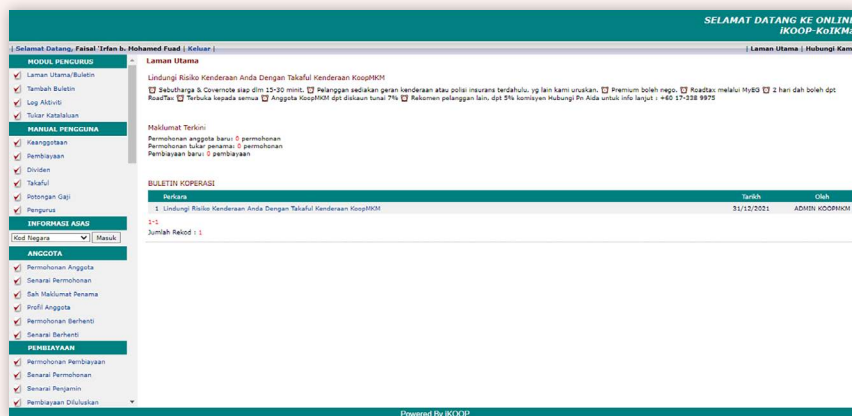 SELAMAT DATANG KE ONLINE
iKOOP-KoIKMa
| Selamat Datang, Faisal 'Irfan b. Mohamed Fuad | Keluar |
| Laman Utama | Hubungi Kami
MODUL PENGURUS
Laman Utama/Buletin
Tambah Buletin
Log Aktiviti
Tukar Katalaluan
MANUAL PENGGUNA
Keanggotaan
Pembiayaan
Dividen
Takaful
Potongan Gaji
Pengurus
INFORMASI ASAS
Kod Negara
Masuk
ANGGOTA
Permohonan Anggota
Senarai Permohonan
Sah Maklumat Penama
Profil Anggota
Permohonan Berhenti
Senarai Berhenti
PEMBIAYAAN
Permohonan Pembiayaan
Senarai Permohonan
Senarai Penjamin
Pembiayaan Diluluskan
Laman Utama
Lindungi Risiko Kenderaan Anda Dengan Takaful Kenderaan KoopMKM
Sebutharga & Covernote siap dlm 15-30 minit. Pelanggan sediakan geran kenderaan atau polisi insurans terdahulu, yg lain kami uruskan. Premium boleh nego. Roadtax melalui MyEG 2 hari dah boleh dpt
RoadTax Terbuka kepada semua Anggota KoopMKM dpt diskaun tunai 7% Rekomen pelanggan lain, dpt 5% komisyen Hubungi Pn Aida untuk info lanjut : +60 17-338 9975
Maklumat Terkini
Permohonan anggota baru: 0 permohonan
Permohonan tukar penama: 0 permohonan
Pembiayaan baru: 0 pembiayaan
BULETIN KOPERASI
Perkara Tarikh Oleh
1 Lindungi Risiko Kenderaan Anda Dengan Takaful Kenderaan KoopMKM 31/12/2021 ADMIN KOOPMKM
1-1
Jumlah Rekod : 1
Powered By iKOOP